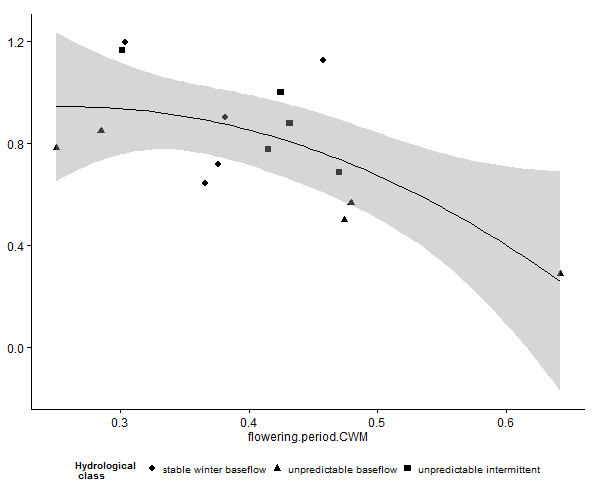 1.2
0.8
0.4
0.0
0.3 0.4 0.5 0.6
flowering.period.CWM
Hydrological
class
stable winter baseflow unpredictable baseflow unpredictable intermittent